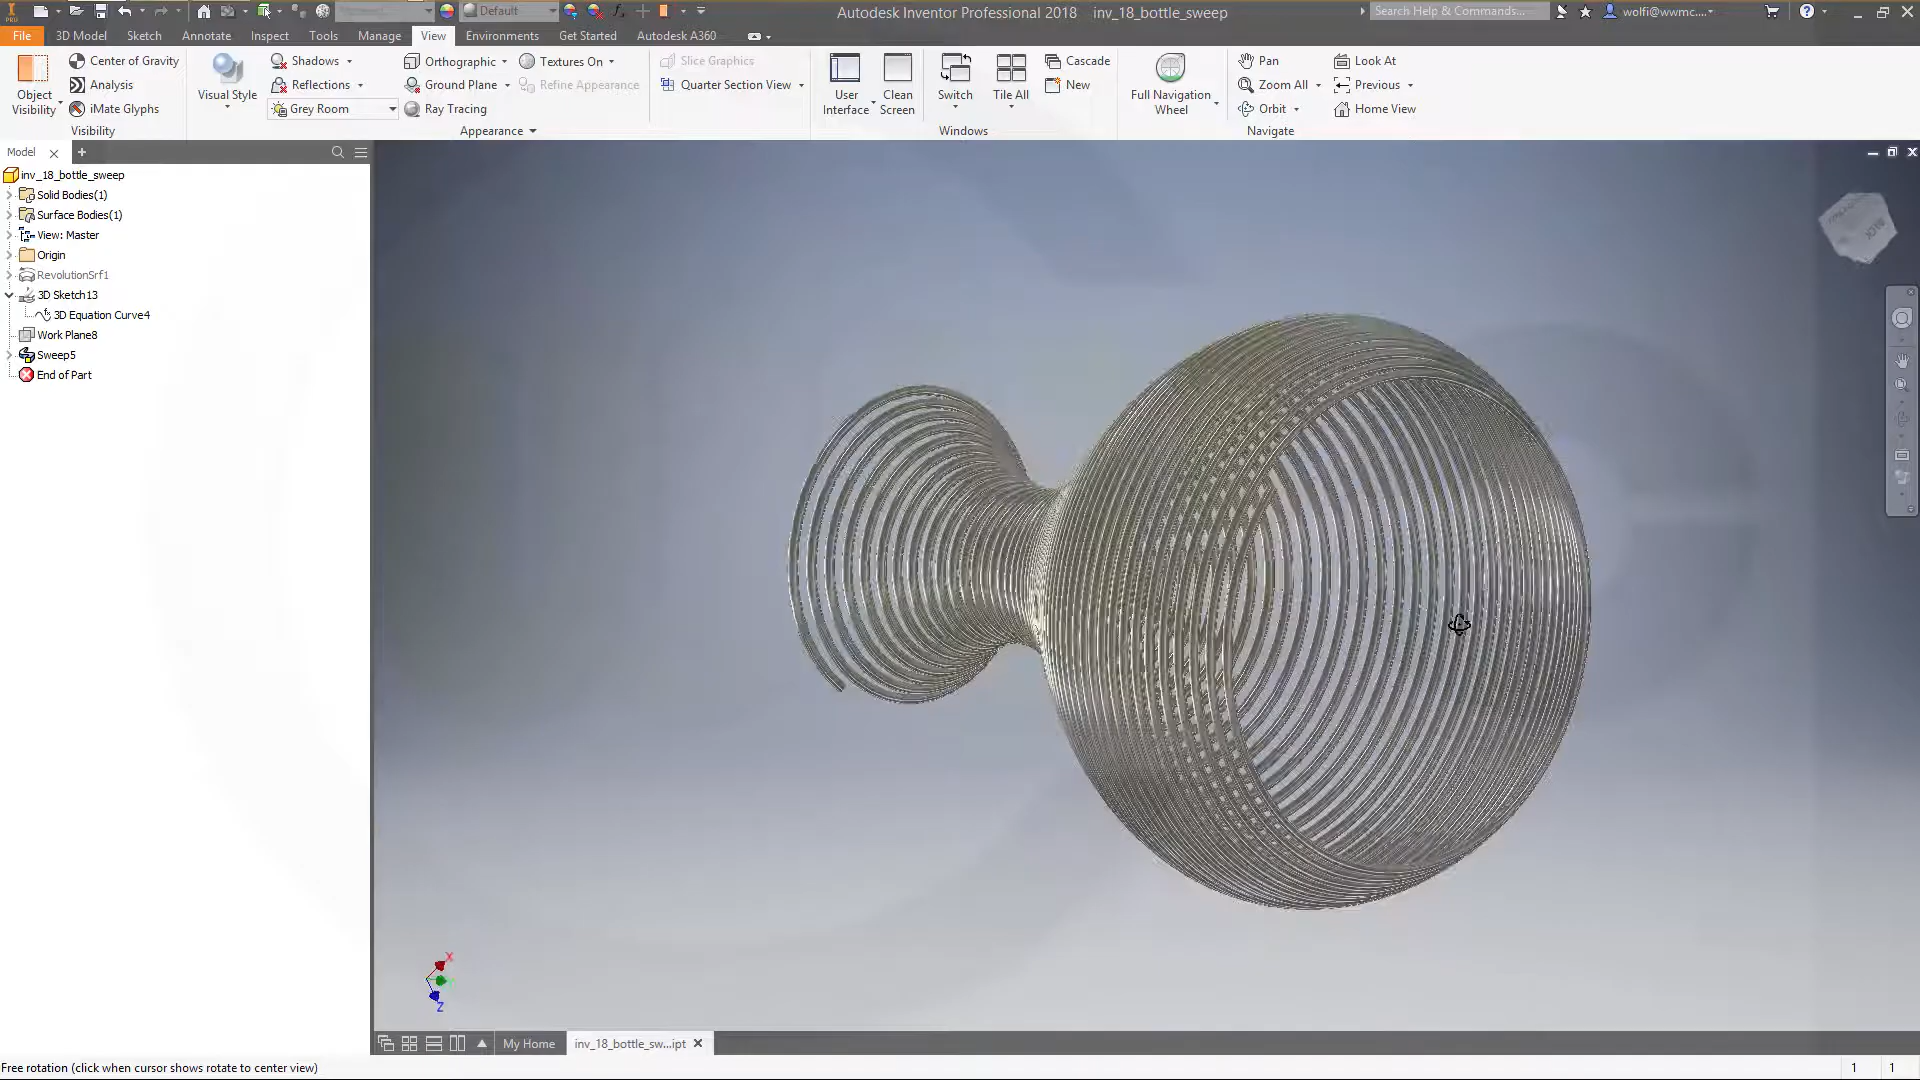 Default
Autodesk Inventor Professional 2018 inv_18_bottle_sweep
Search Help & Commands...
wolfi@wwmc....
PRO
File 3D Model Sketch Annotate Inspect Tools Manage View Environments Get Started Autodesk A360
Object Visibility
Center of Gravity
Analysis
iMate Glyphs
Visibility
Visual Style
Shadows
Reflections
Grey Room
Orthographic
Ground Plane
Ray Tracing
Textures On
Refine Appearance
Appearance
Slice Graphics
Quarter Section View
User Interface
Clean Screen
Switch
Tile All
Cascade
New
Windows
Full Navigation Wheel
Pan
Zoom All
Orbit
Look At
Previous
Home View
Navigate
Model
inv_18_bottle_sweep
Solid Bodies(1)
Surface Bodies(1)
View: Master
Origin
RevolutionSrf1
3D Sketch13
3D Equation Curve4
Work Plane8
Sweep5
End of Part
BACK
X
Z
My Home
inv_18_bottle_sw...ipt
Free rotation (click when cursor shows rotate to center view)
1 1